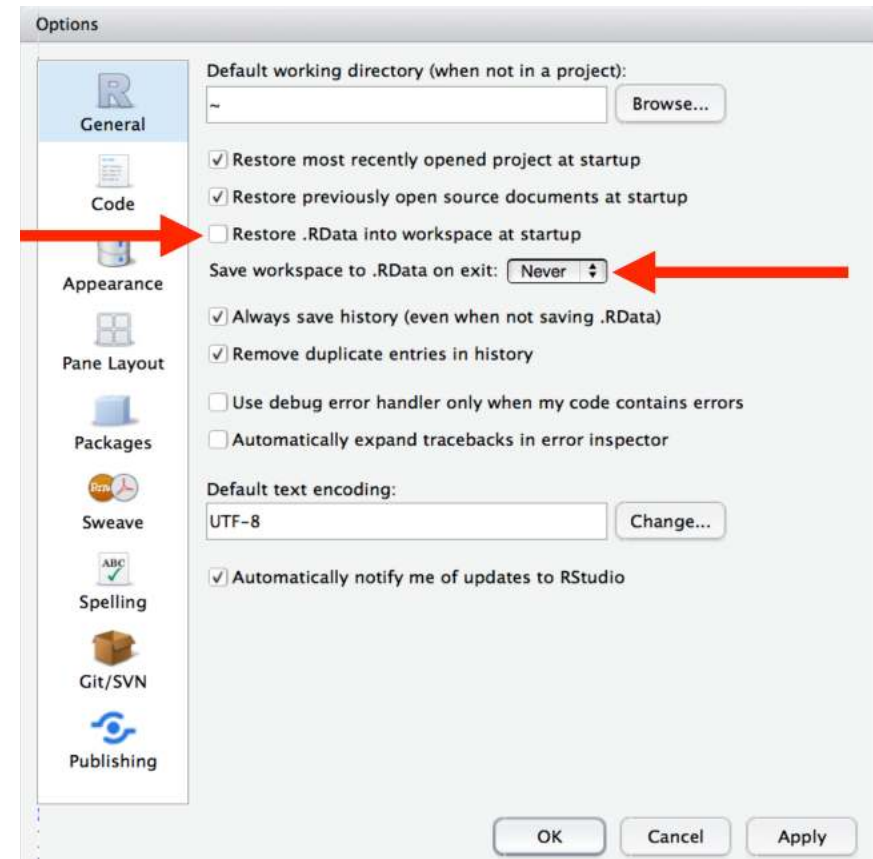 Options
General
Code
Appearance
Pane Layout
Packages
Rnw
Sweave
ABC
Spelling
Git/SVN
Publishing
Default working directory (when not in a project):
~
Browse...
Restore most recently opened project at startup
Restore previously open source documents at startup
Restore .RData into workspace at startup
Save workspace to .RData on exit: Never
Always save history (even when not saving .RData)
Remove duplicate entries in history
Use debug error handler only when my code contains errors
Automatically expand tracebacks in error inspector
Default text encoding:
UTF-8
Change...
Automatically notify me of updates to RStudio
OK Cancel Apply